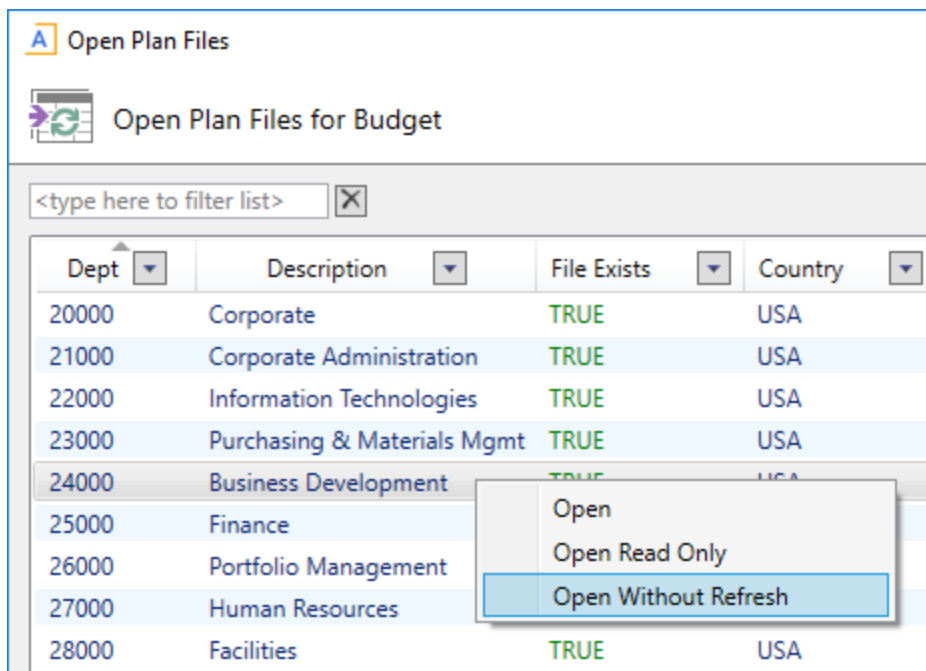 A Open Plan Files
Open Plan Files for Budget
<type here to filter list>
Dept Description File Exists Country
20000 Corporate TRUE USA
21000 Corporate Administration TRUE USA
22000 Information Technologies TRUE USA
23000 Purchasing & Materials Mgmt TRUE USA
24000 Business Development TRUE USA
Open
25000 Finance
Open Read Only
26000 Portfolio Management
Open Without Refresh
27000 Human Resources
28000 Facilities TRUE USA